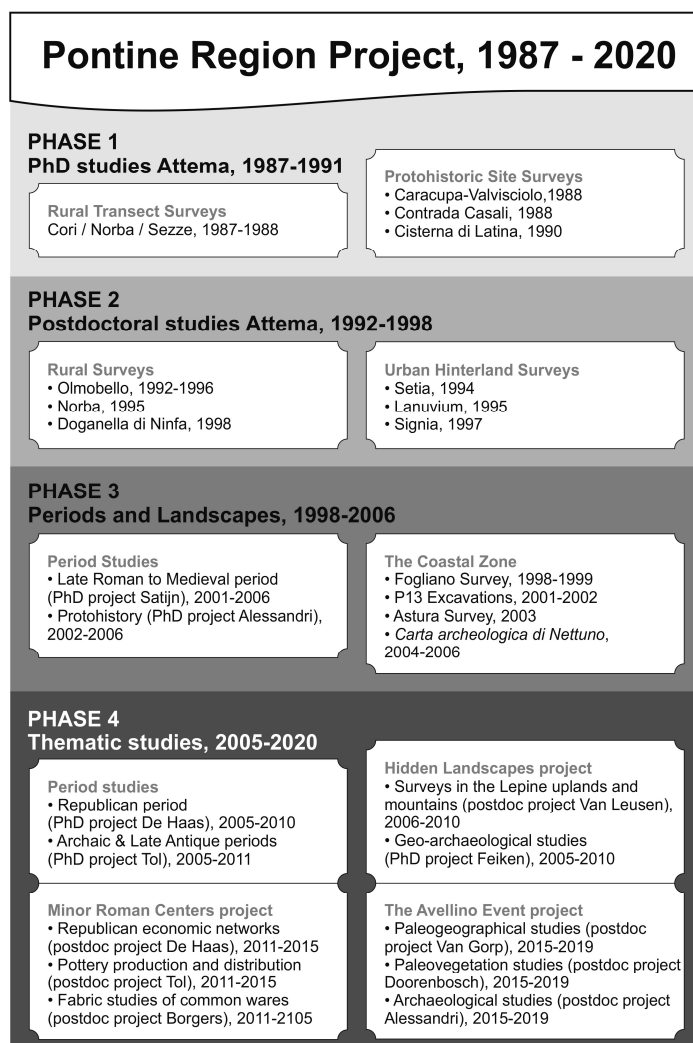 Pontine Region Project, 1987 - 2020
PHASE 1
PhD studies Attema, 1987-1991
Rural Transect Surveys
Cori / Norba / Sezze, 1987-1988
Protohistoric Site Surveys
• Caracupa-Valvisciolo,1988
• Contrada Casali, 1988
• Cisterna di Latina, 1990
PHASE 2
Postdoctoral studies Attema, 1992-1998
Rural Surveys
• Olmobello, 1992-1996
• Norba, 1995
• Doganella di Ninfa, 1998
Urban Hinterland Surveys
• Setia, 1994
• Lanuvium, 1995
• Signia, 1997
PHASE 3
Periods and Landscapes, 1998-2006
Period Studies
• Late Roman to Medieval period
(PhD project Satijn), 2001-2006
• Protohistory (PhD project Alessandri),
2002-2006
The Coastal Zone
• Fogliano Survey, 1998-1999
• P13 Excavations, 2001-2002
• Astura Survey, 2003
• Carta archeologica di Nettuno,
2004-2006
PHASE 4
Thematic studies, 2005-2020
Period studies
• Republican period
(PhD project De Haas), 2005-2010
• Archaic & Late Antique periods
(PhD project Tol), 2005-2011
Hidden Landscapes project
• Surveys in the Lepine uplands and
mountains (postdoc project Van Leusen),
2006-2010
• Geo-archaeological studies
(PhD project Feiken), 2005-2010
Minor Roman Centers project
• Republican economic networks
(postdoc project De Haas), 2011-2015
• Pottery production and distribution
(postdoc project Tol), 2011-2015
• Fabric studies of common wares
(postdoc project Borgers), 2011-2105
The Avellino Event project
• Paleogeographical studies (postdoc
project Van Gorp), 2015-2019
• Paleovegetation studies (postdoc project
Doorenbosch), 2015-2019
• Archaeological studies (postdoc project
Alessandri), 2015-2019